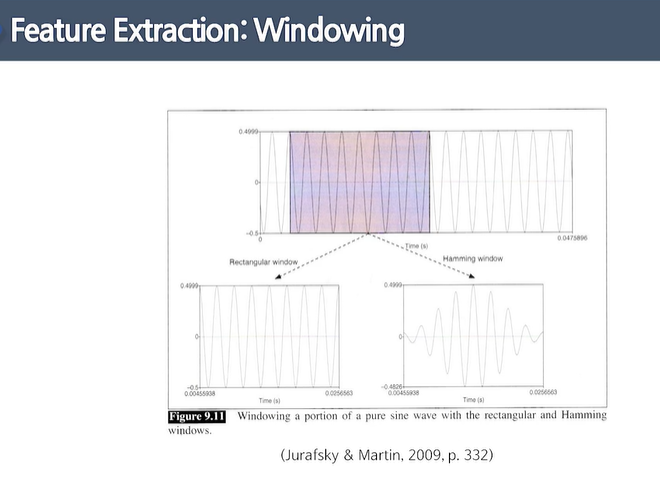 Feature Extraction: Windowing
0.4999
0
-0.5
0
Time (s)
0.0475896
Rectangular window
Hamming window
0.4999
0
-0.5
0.00455938
0.0256563
Time (s)
0.4999
0
-0.4826
0.00455938
0.0256563
Time (s)
Figure 9.11 Windowing a portion of a pure sine wave with the rectangular and Hamming
windows.
(Jurafsky & Martin, 2009, p. 332)